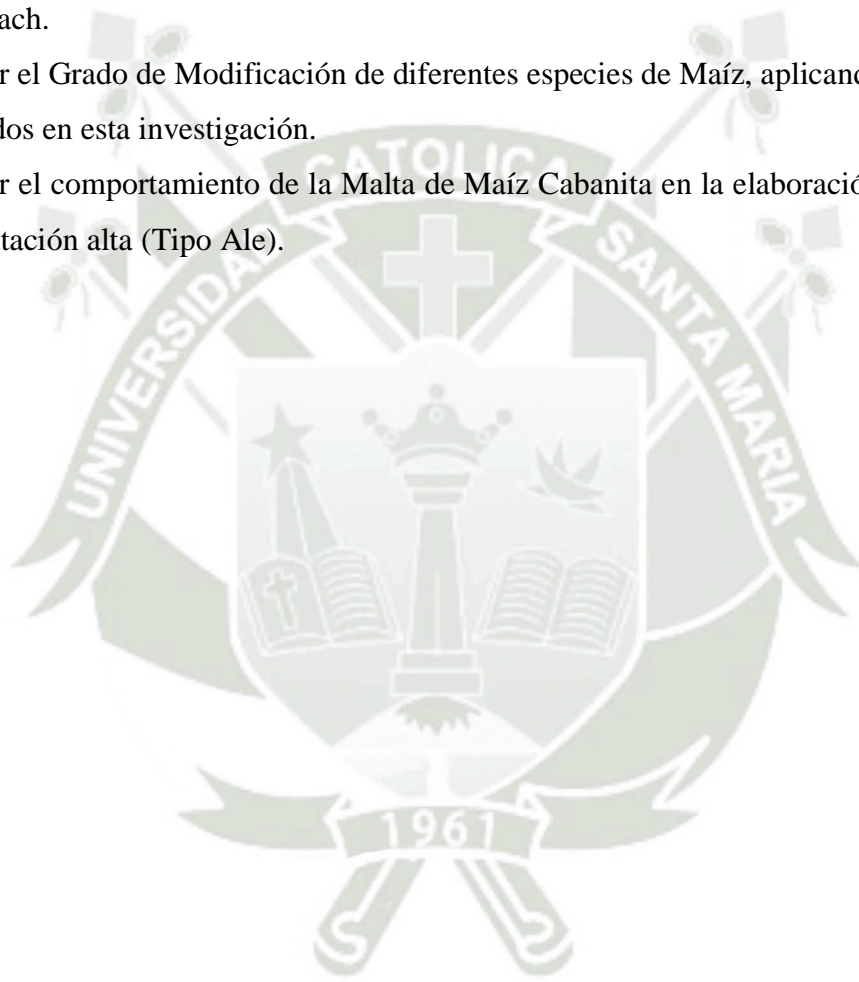 ach.
r el Grado de Modificación de diferentes especies de Maíz, aplicand
dos en esta investigación.
r el comportamiento de la Malta de Maíz Cabanita en la elaboració
tación alta (Tipo Ale).
UNIVERSIDAD CATOLICA SANTA MARIA
1961